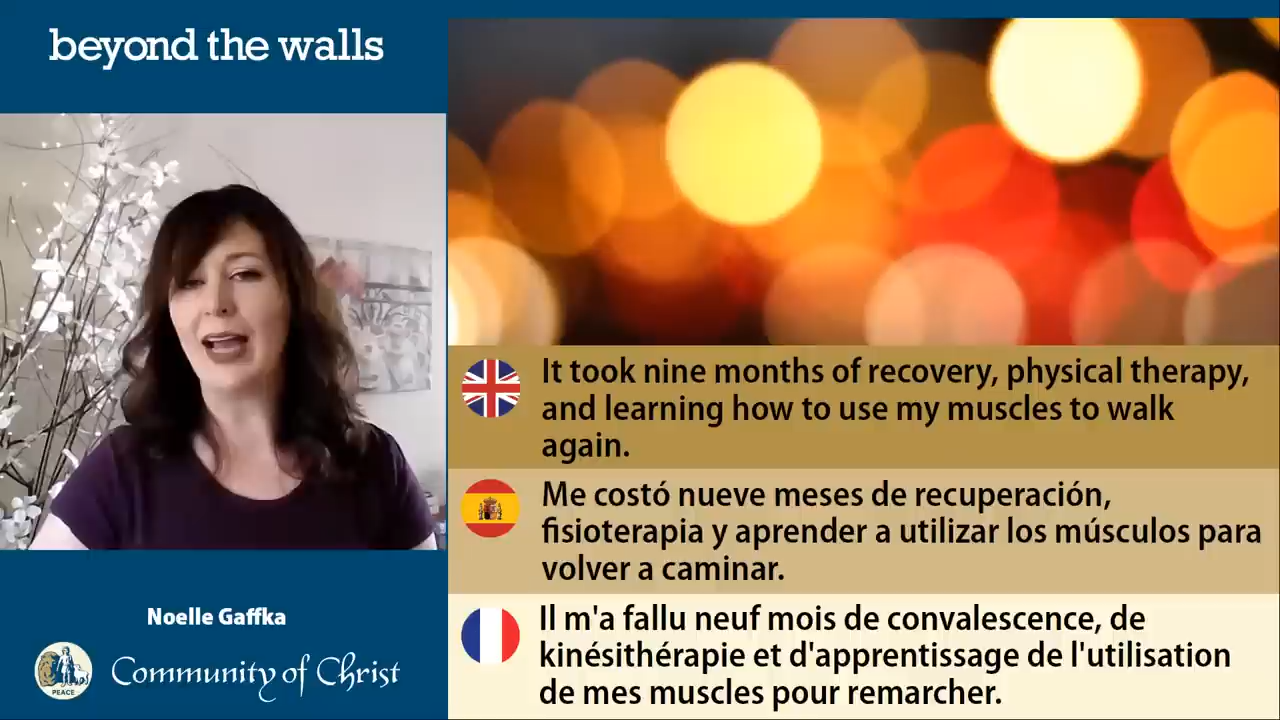 beyond the walls
It took nine months of recovery, physical therapy,
and learning how to use my muscles to walk
again.
Me costó nueve meses de recuperación,
fisioterapia y aprender a utilizar los músculos para
volver a caminar.
Il m'a fallu neuf mois de convalescence, de
kinésithérapie et d'apprentissage de l'utilisation
de mes muscles pour remarcher.
Noelle Gaffka
PEACE
Community of Christ